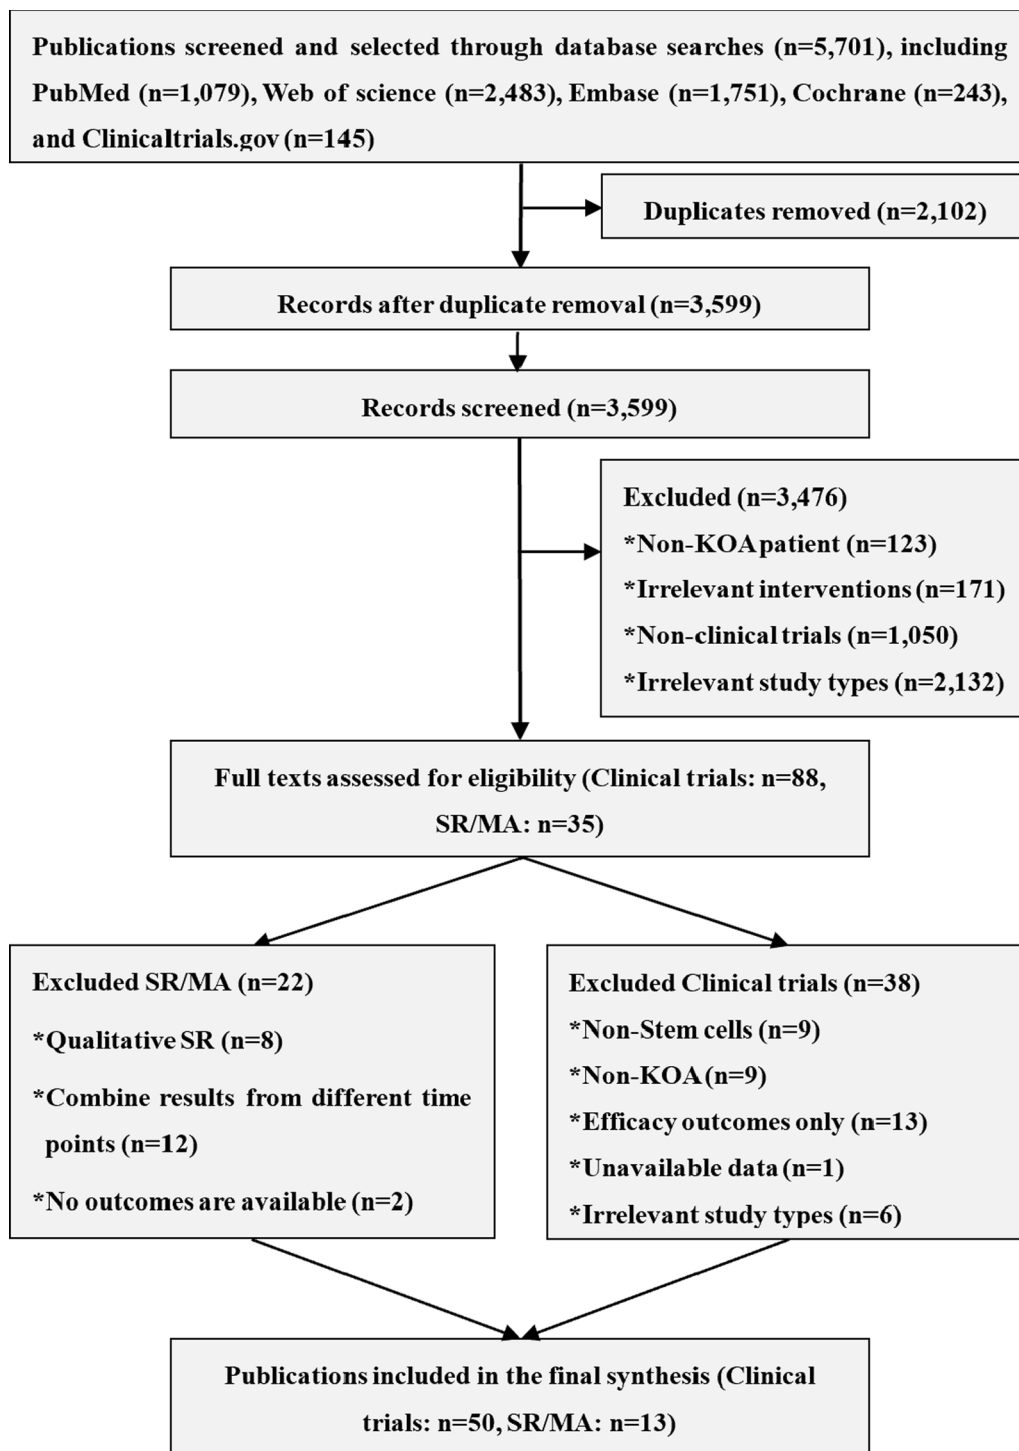 Publications screened and selected through database searches (n=5,701), including
PubMed (n=1,079), Web of science (n=2,483), Embase (n=1,751), Cochrane (n=243),
and Clinicaltrials.gov (n=145)
Duplicates removed (n=2,102)
Records after duplicate removal (n=3,599)
Records screened (n=3,599)
Excluded (n=3,476)
*Non-KOA patient (n=123)
*Irrelevant interventions (n=171)
*Non-clinical trials (n=1,050)
*Irrelevant study types (n=2,132)
Full texts assessed for eligibility (Clinical trials: n=88,
SR/MA: n=35)
Excluded SR/MA (n=22)
*Qualitative SR (n=8)
*Combine results from different time
points (n=12)
*No outcomes are available (n=2)
Excluded Clinical trials (n=38)
*Non-Stem cells (n=9)
*Non-KOA (n=9)
*Efficacy outcomes only (n=13)
*Unavailable data (n=1)
*Irrelevant study types (n=6)
Publications included in the final synthesis (Clinical
trials: n=50, SR/MA: n=13)